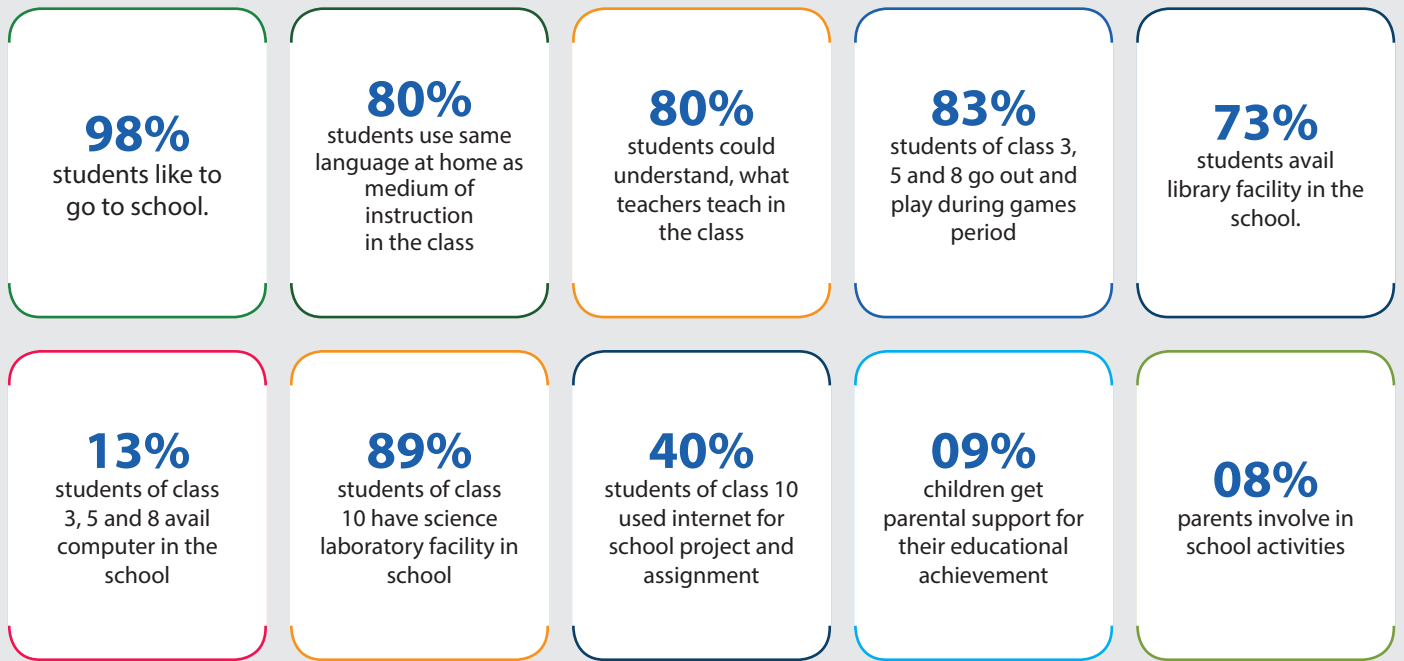 98%
students like to
go to school.
80%
students use same
language at home as
medium of
instruction
in the class
80%
students could
understand, what
teachers teach in
the class
83%
students of class 3,
5 and 8 go out and
play during games
period
73%
students avail
library facility in the
school.
13%
students of class
3, 5 and 8 avail
computer in the
school
89%
students of class
10 have science
laboratory facility in
school
40%
students of class 10
used internet for
school project and
assignment
09%
children get
parental support for
their educational
achievement
08%
parents involve in
school activities